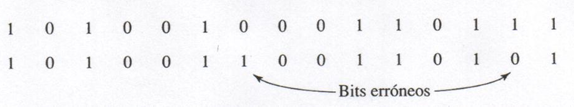 1 0 1 0 0 1 0 0 0 1 1 0 1 1 1
1 0 1 0 0 1 1 0 0 1 1 0 1 0 1
Bits erróneos